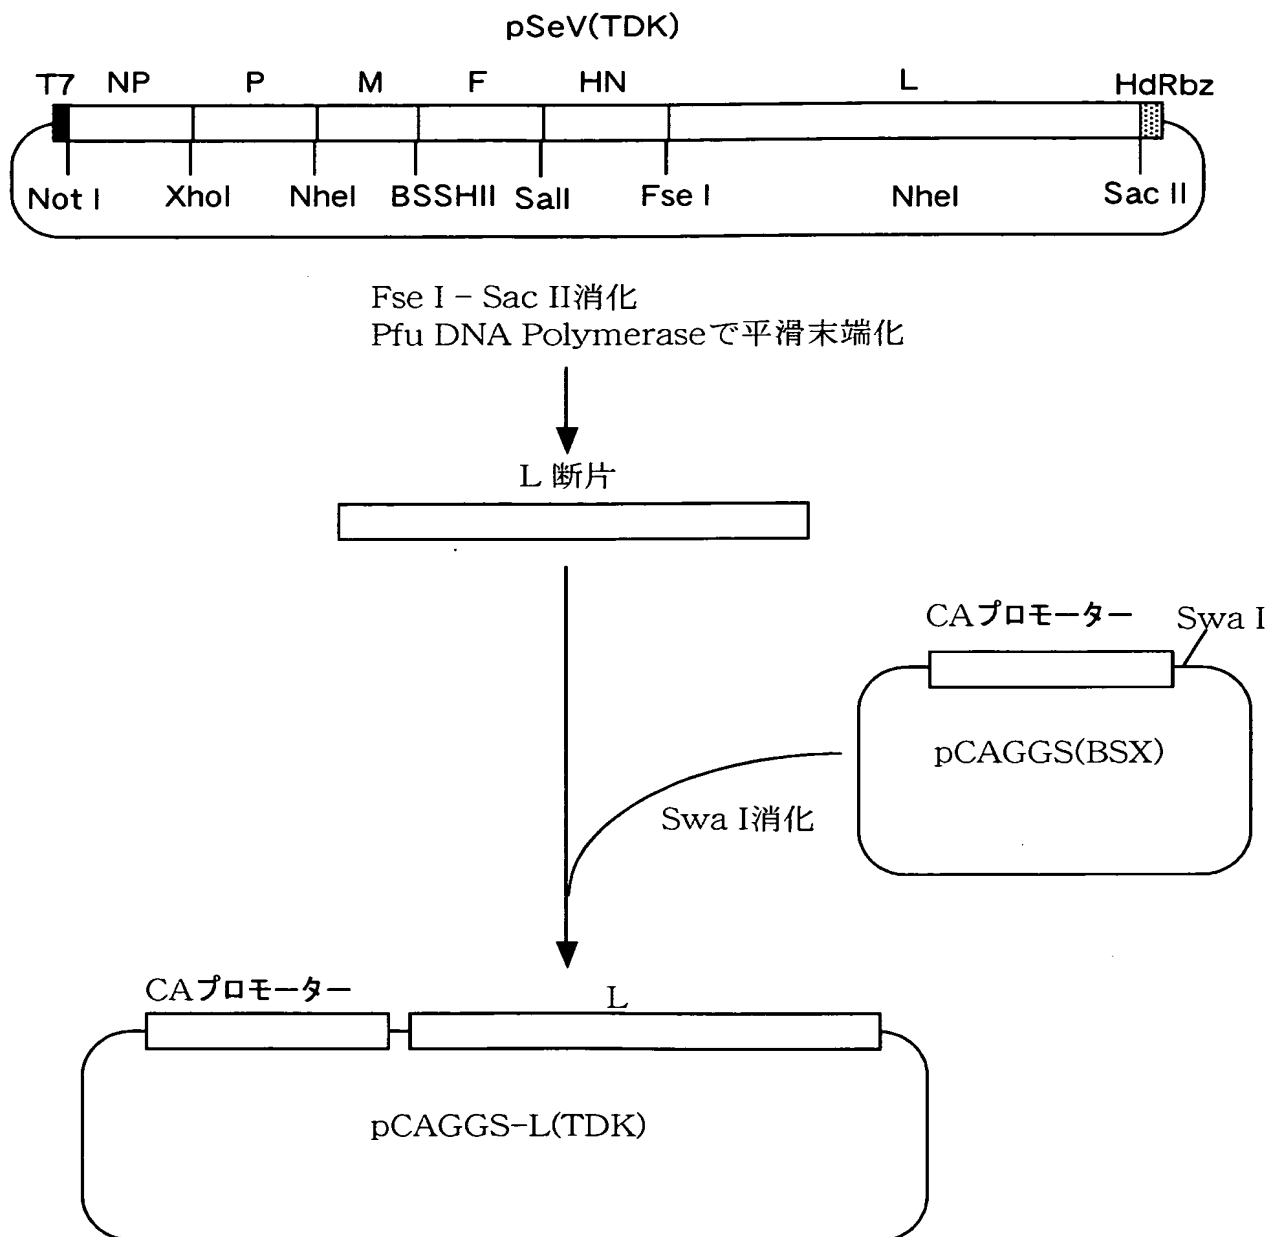 pSeV(TDK)
T7 NP P M F HN L HdRbz
Not I XhoI NheI BSSHII SalI Fse I NheI Sac II
Fse I – Sac II消化
Pfu DNA Polymeraseで平滑末端化
L 断片
CAプロモーター Swa I
pCAGGS(BSX)
Swa I消化
CAプロモーター L
pCAGGS-L(TDK)